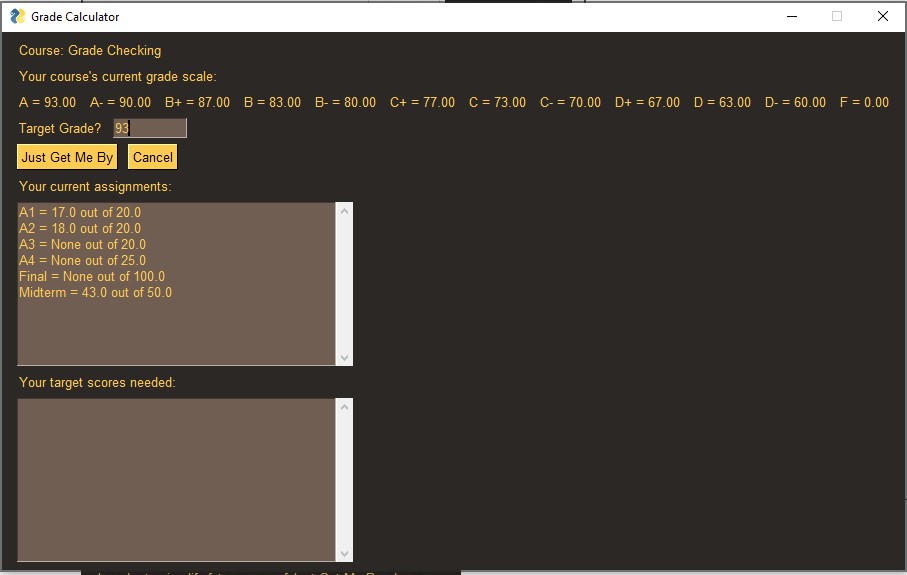 Grade Calculator
Course: Grade Checking
Your course's current grade scale:
A = 93.00 A- = 90.00 B+ = 87.00 B = 83.00 B- = 80.00 C+ = 77.00 C = 73.00 C- = 70.00 D+ = 67.00 D = 63.00 D- = 60.00 F = 0.00
Target Grade? 93
Just Get Me By Cancel
Your current assignments:
A1 = 17.0 out of 20.0
A2 = 18.0 out of 20.0
A3 = None out of 20.0
A4 = None out of 25.0
Final = None out of 100.0
Midterm = 43.0 out of 50.0
Your target scores needed: